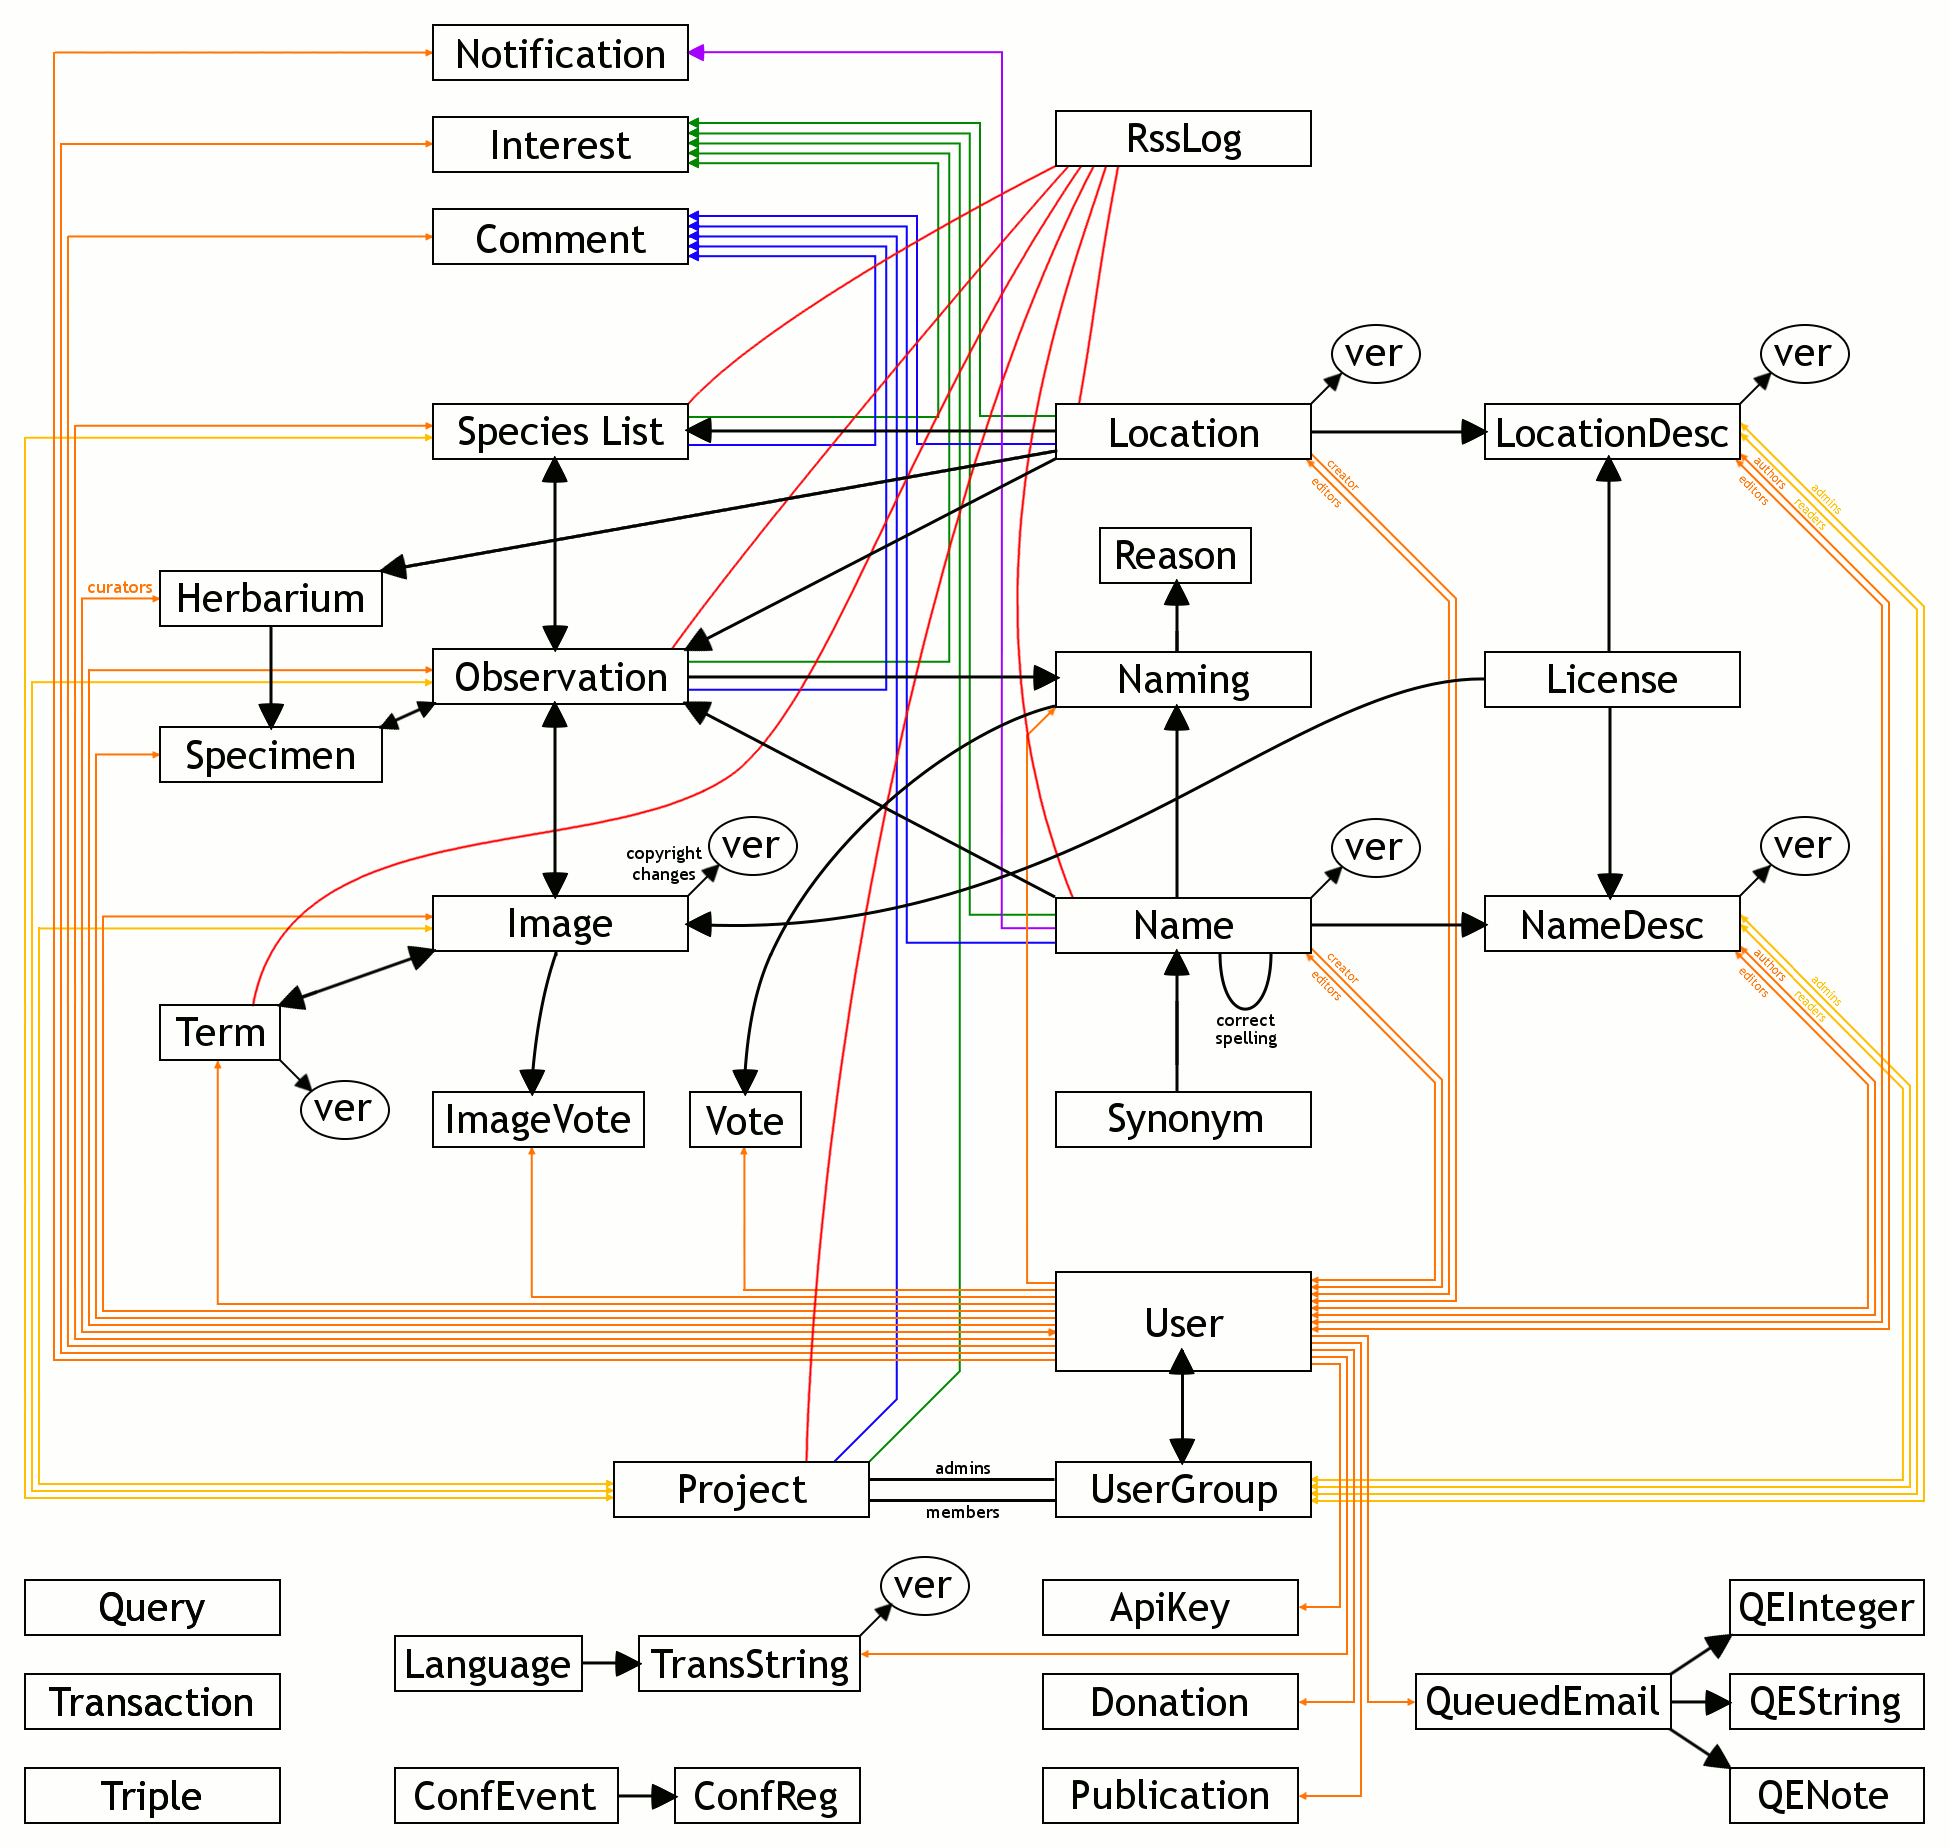 Notification
Interest
RssLog
Comment
ver
ver
Species List
Location
LocationDesc
creator
editors
authors
editors
admins
readers
Reason
curators
Herbarium
Observation
Naming
License
Specimen
copyright
changes
ver
ver
ver
Image
Name
NameDesc
creator
editors
authors
editors
admins
readers
Term
correct
spelling
ver
ImageVote
Vote
Synonym
User
admins
Project
UserGroup
members
ver
Query
ApiKey
QEInteger
Language
TransString
Transaction
Donation
QueuedEmail
QEString
Triple
ConfEvent
ConfReg
Publication
QENote